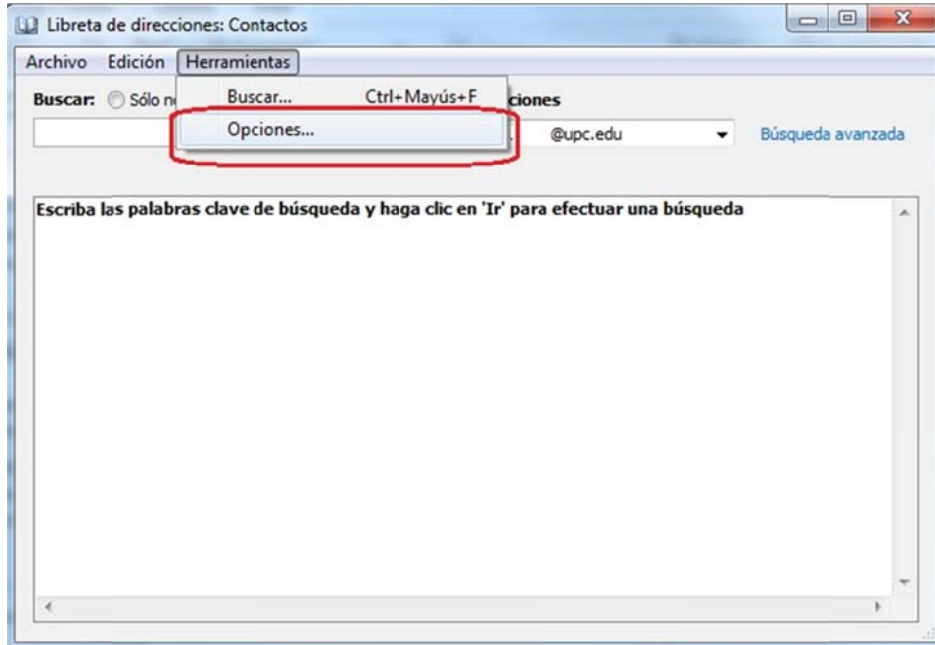 Libreta de direcciones: Contactos
Archivo Edición Herramientas
Buscar: Sólo Buscar... Ctrl+Mayús+F ciones
Opciones... @upc.edu Búsqueda avanzada
Escriba las palabras clave de búsqueda y haga clic en 'Ir' para efectuar una búsqueda